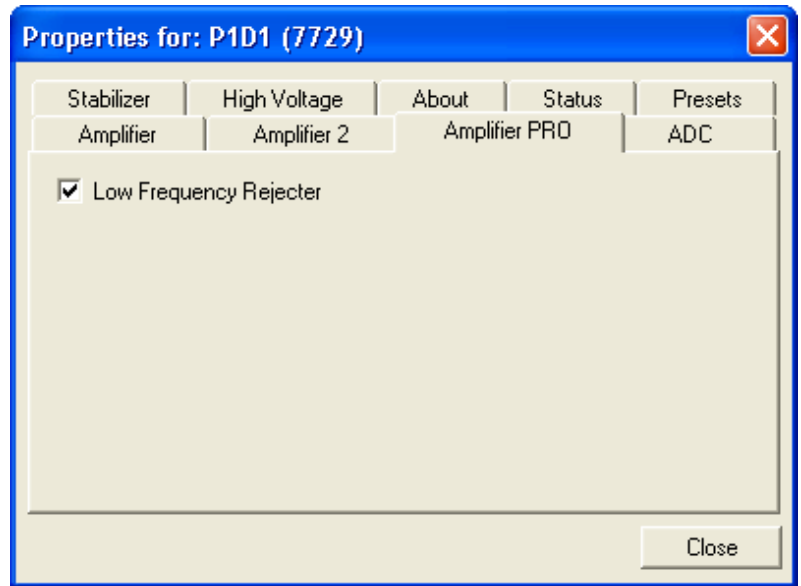 Properties for: P1D1 (7729)
Stabilizer High Voltage About Status Presets
Amplifier Amplifier 2 Amplifier PRO ADC
Low Frequency Rejecter
Close